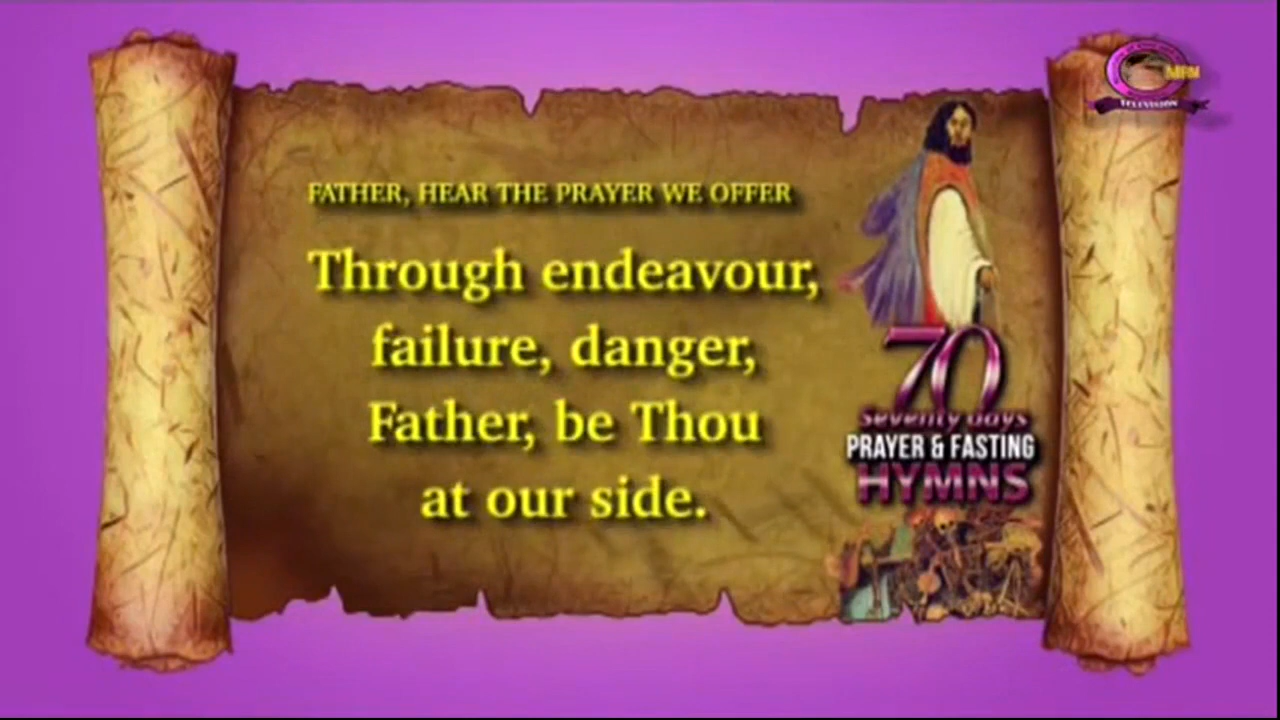 FATHER, HEAR THE PRAYER WE OFFER
Through endeavour,
failure, danger,
Father, be Thou
at our side.
70
Seventy days
PRAYER & FASTING
HYMNS
TELEVISION